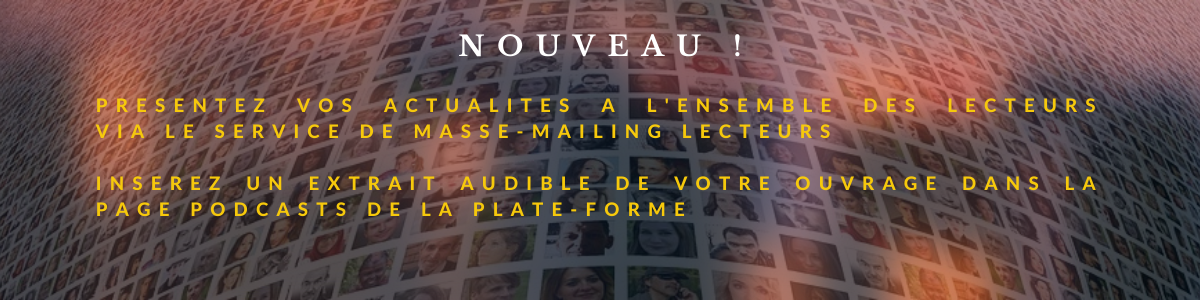 NOUVEAU !
PRESENTEZ VOS ACTUALITES A L'ENSEMBLE DES LECTEURS
VIA LE SERVICE DE MASSE-MAILING LECTEURS
INSEREZ UN EXTRAIT AUDIBLE DE VOTRE OUVRAGE DANS LA
PAGE PODCASTS DE LA PLATE-FORME